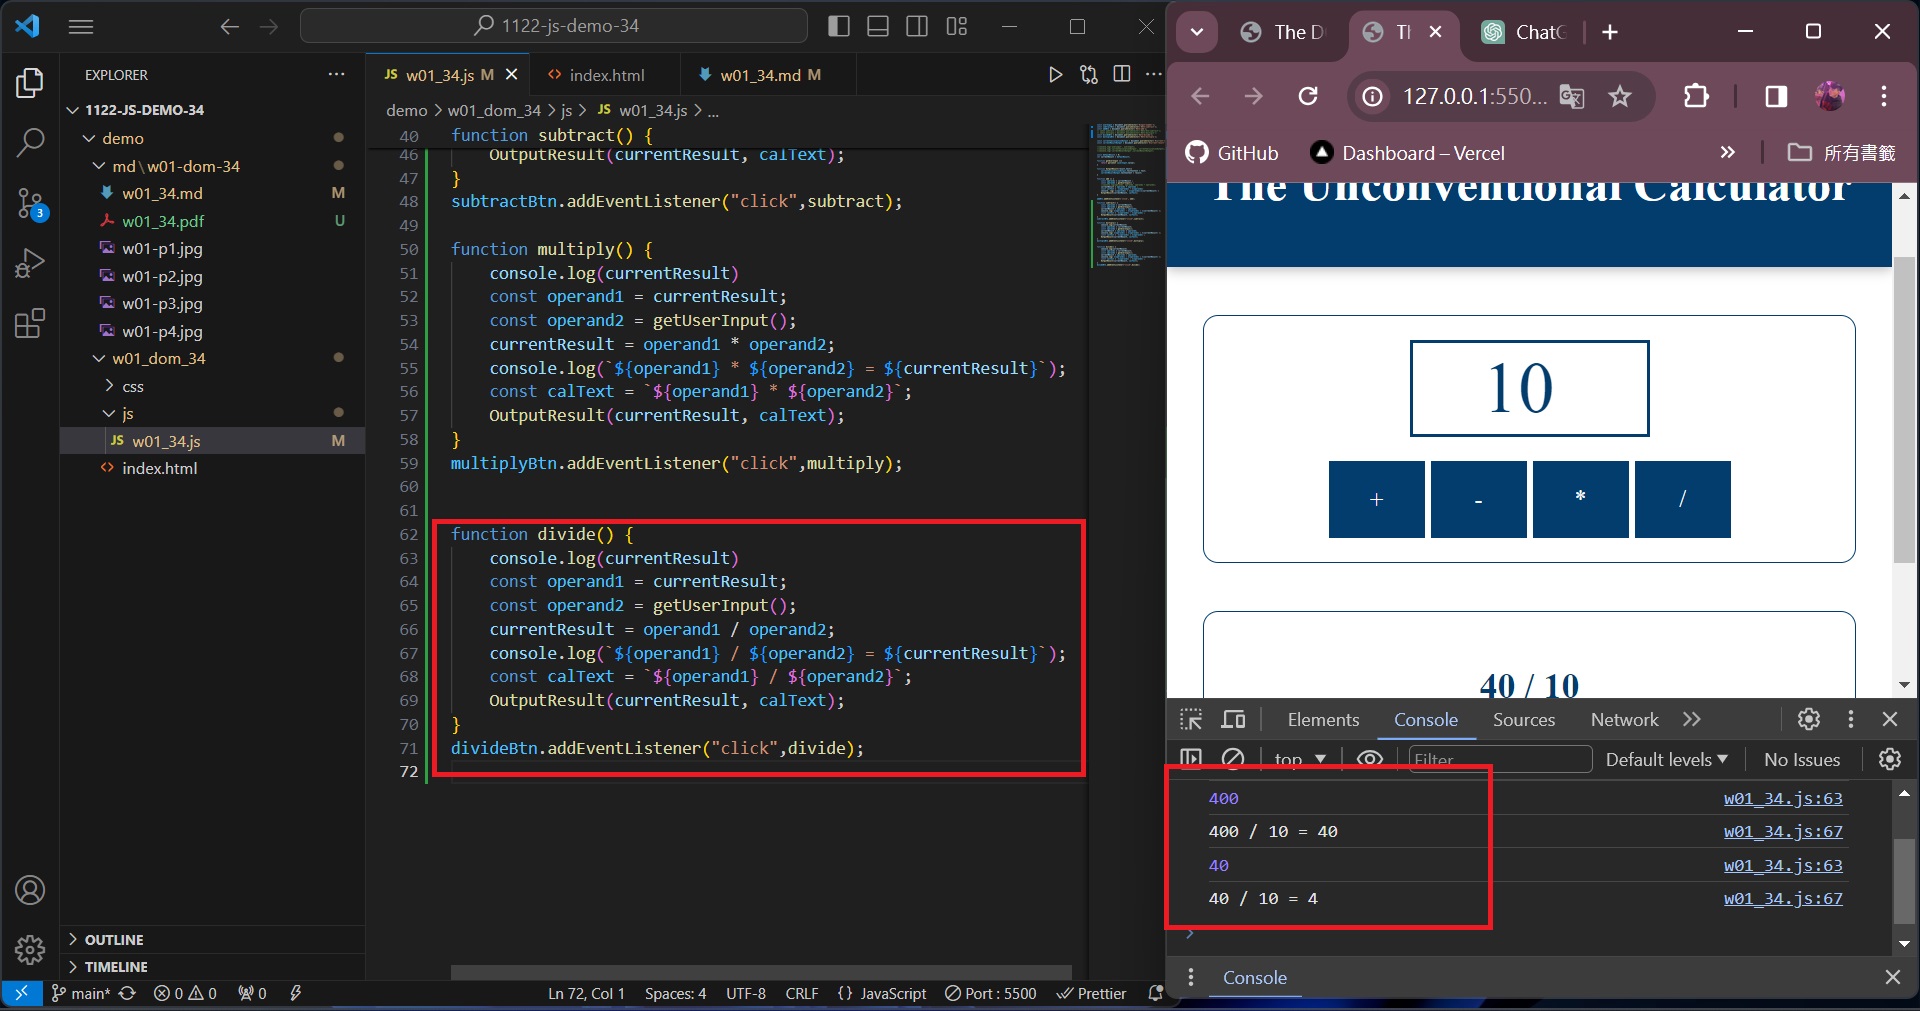 1122-js-demo-34
EXPLORER
1122-JS-DEMO-34
demo
md\w01-dom-34
w01_34.md M
w01_34.pdf U
w01-p1.jpg
w01-p2.jpg
w01-p3.jpg
w01-p4.jpg
w01_dom_34
css
js
JS w01_34.js M
index.html
OUTLINE
TIMELINE
3
JS w01_34.js M
index.html
w01_34.md M
demo > w01_dom_34 > js > JS w01_34.js > ...
40 function subtract() {
46 OutputResult(currentResult, calText);
47 }
48 subtractBtn.addEventListener("click",subtract);
49
50 function multiply() {
51 console.log(currentResult)
52 const operand1 = currentResult;
53 const operand2 = getUserInput();
54 currentResult = operand1 * operand2;
55 console.log(`${operand1} * ${operand2} = ${currentResult}`);
56 const calText = `${operand1} * ${operand2}`;
57 OutputResult(currentResult, calText);
58 }
59 multiplyBtn.addEventListener("click",multiply);
60
61
62 function divide() {
63 console.log(currentResult)
64 const operand1 = currentResult;
65 const operand2 = getUserInput();
66 currentResult = operand1 / operand2;
67 console.log(`${operand1} / ${operand2} = ${currentResult}`);
68 const calText = `${operand1} / ${operand2}`;
69 OutputResult(currentResult, calText);
70 }
71 divideBtn.addEventListener("click",divide);
72
main* 0 0 0 Ln 72, Col 1 Spaces: 4 UTF-8 CRLF {} JavaScript Port : 5500 Prettier
The D
Th
ChatG
127.0.0.1:550...
GitHub
Dashboard – Vercel
所有書籤
The Unconventional Calculator
10
+ - * /
40 / 10
Elements Console Sources Network
top Filter Default levels No Issues
400 w01_34.js:63
400 / 10 = 40 w01_34.js:67
40 w01_34.js:63
40 / 10 = 4 w01_34.js:67
Console